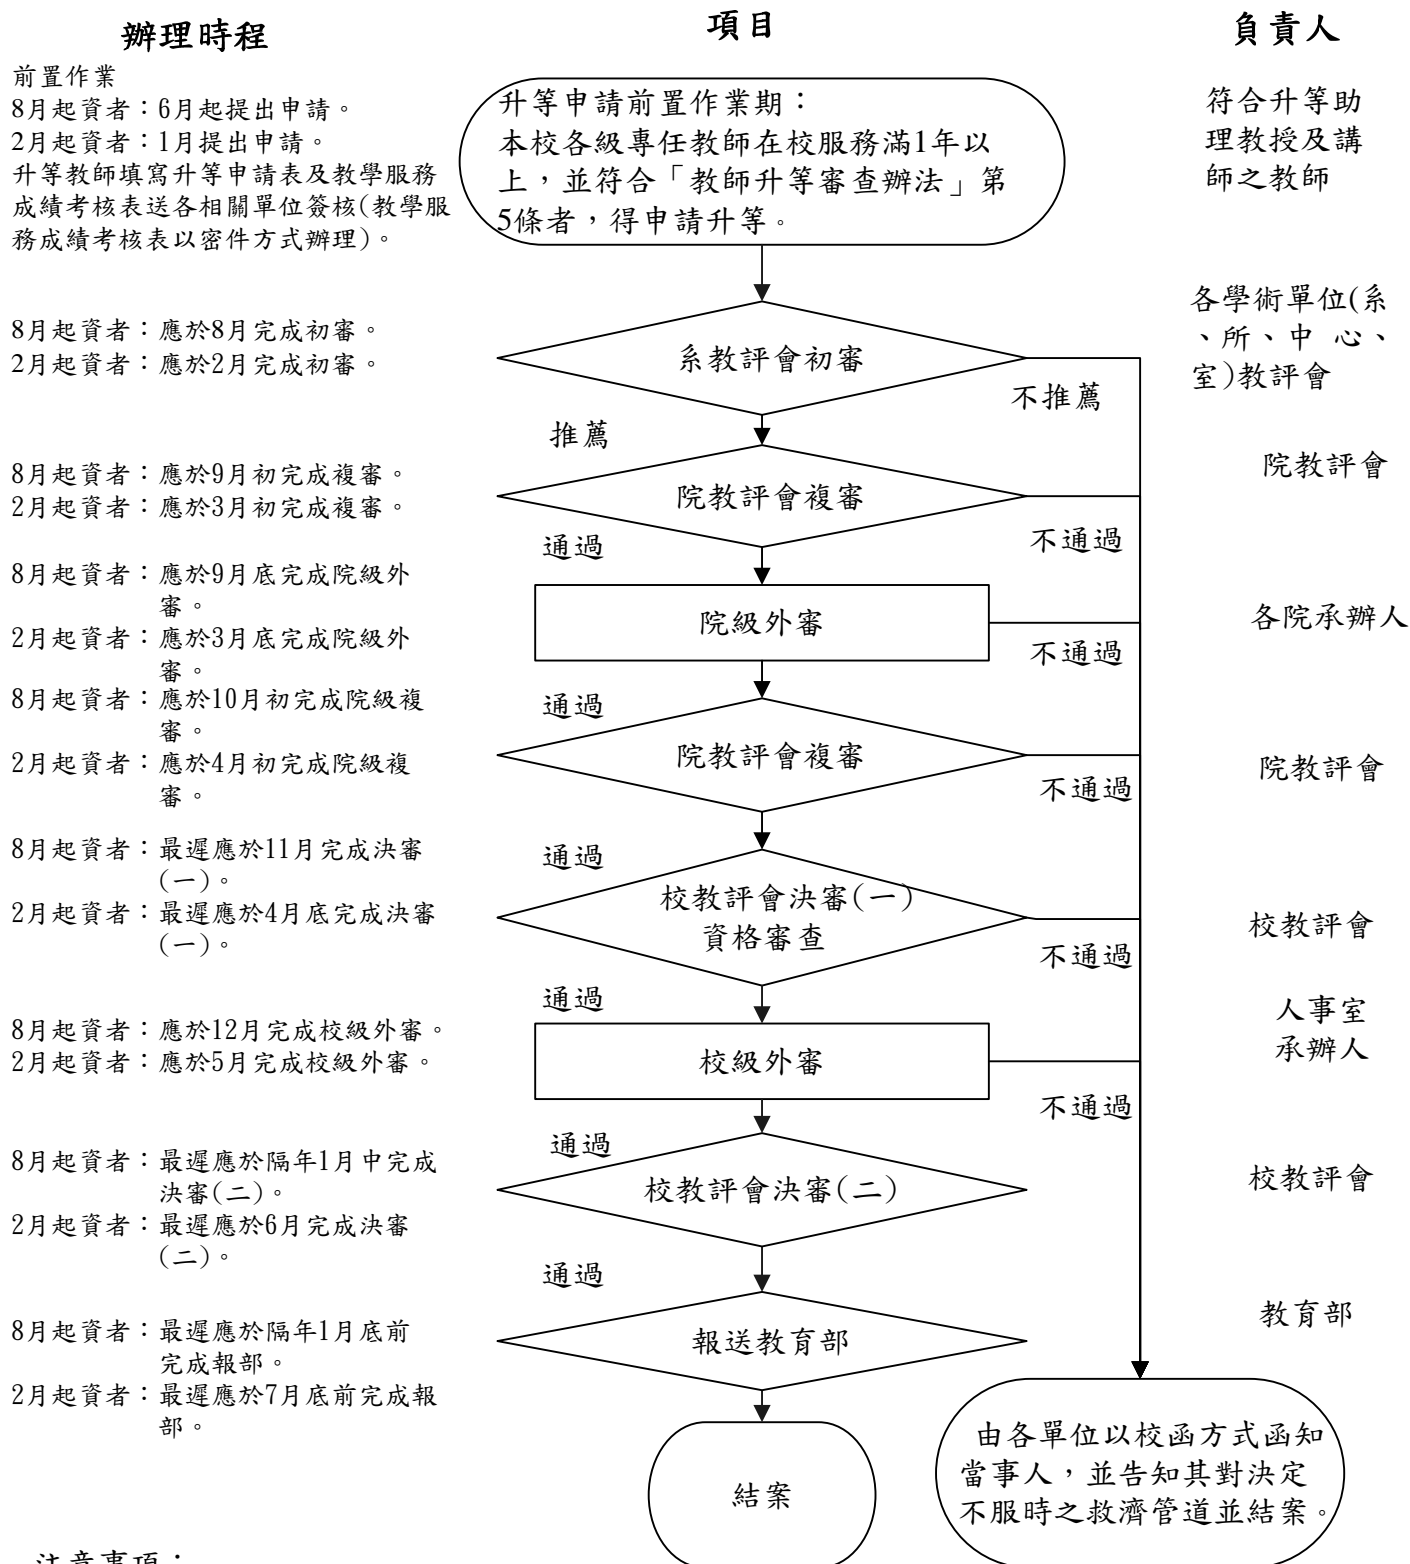 辦理時程
項目
負責人
前置作業
8月起資者：6月起提出申請。
2月起資者：1月提出申請。
升等教師填寫升等申請表及教學服務
成績考核表送各相關單位簽核(教學服
務成績考核表以密件方式辦理)。
升等申請前置作業期：
本校各級專任教師在校服務滿1年以
上，並符合「教師升等審查辦法」第
5條者，得申請升等。
符合升等助
理教授及講
師之教師
8月起資者：應於8月完成初審。
2月起資者：應於2月完成初審。
系教評會初審
不推薦
推薦
各學術單位(系
、所、中 心、
室)教評會
8月起資者：應於9月初完成複審。
2月起資者：應於3月初完成複審。
院教評會複審
不通過
通過
院教評會
8月起資者：應於9月底完成院級外
審。
2月起資者：應於3月底完成院級外
審。
院級外審
不通過
通過
各院承辦人
8月起資者：應於10月初完成院級複
審。
2月起資者：應於4月初完成院級複
審。
院教評會複審
不通過
通過
院教評會
8月起資者：最遲應於11月完成決審
(一)。
2月起資者：最遲應於4月底完成決審
(一)。
校教評會決審(一)
資格審查
不通過
通過
校教評會
8月起資者：應於12月完成校級外審。
2月起資者：應於5月完成校級外審。
校級外審
不通過
通過
人事室
承辦人
8月起資者：最遲應於隔年1月中完成
決審(二)。
2月起資者：最遲應於6月完成決審
(二)。
校教評會決審(二)
通過
校教評會
8月起資者：最遲應於隔年1月底前
完成報部。
2月起資者：最遲應於7月底前完成報
部。
報送教育部
教育部
結案
由各單位以校函方式函知
當事人，並告知其對決定
不服時之救濟管道並結案。
注意事項：